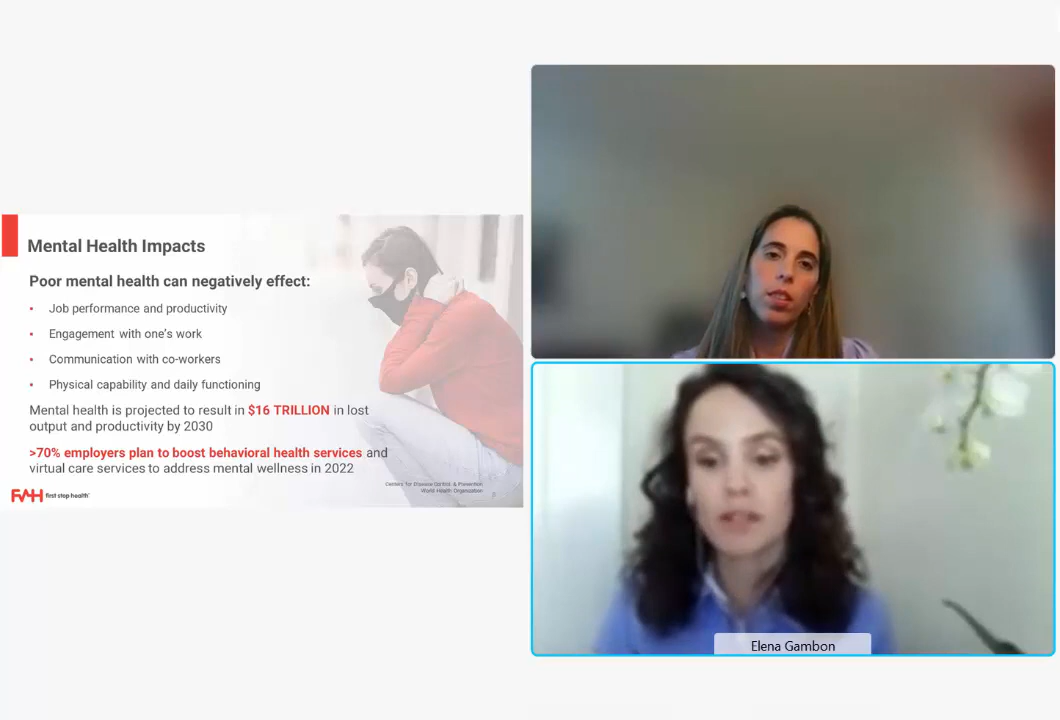 Mental Health Impacts
Poor mental health can negatively effect:
• Job performance and productivity
• Engagement with one's work
• Communication with co-workers
• Physical capability and daily functioning
Mental health is projected to result in $16 TRILLION in lost
output and productivity by 2030
>70% employers plan to boost behavioral health services and
virtual care services to address mental wellness in 2022
Centers for Disease Control & Prevention
World Health Organization
first stop health
Elena Gambon